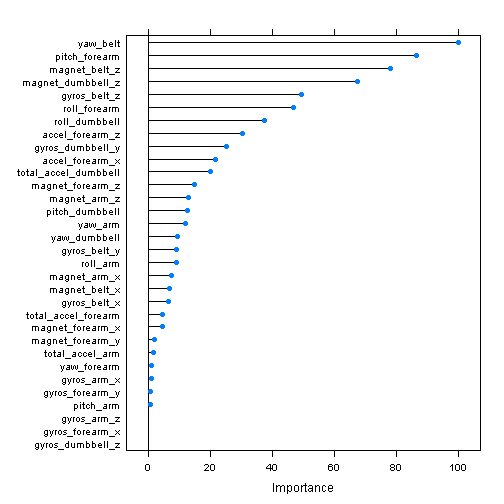 yaw_belt
pitch_forearm
magnet_belt_z
magnet_dumbbell_z
gyros_belt_z
roll_forearm
roll_dumbbell
accel_forearm_z
gyros_dumbbell_y
accel_forearm_x
total_accel_dumbbell
magnet_forearm_z
magnet_arm_z
pitch_dumbbell
yaw_arm
yaw_dumbbell
gyros_belt_y
roll_arm
magnet_arm_x
magnet_belt_x
gyros_belt_x
total_accel_forearm
magnet_forearm_x
magnet_forearm_y
total_accel_arm
yaw_forearm
gyros_arm_x
gyros_forearm_y
pitch_arm
gyros_arm_z
gyros_forearm_x
gyros_dumbbell_z
0 20 40 60 80 100
Importance